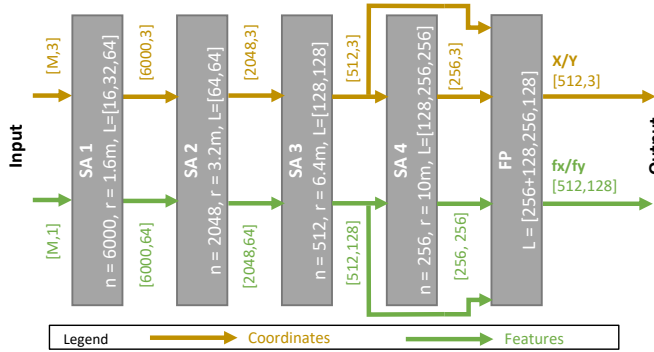 Input
[M,3]
[M,1]
SA 1
n = 6000, r = 1.6m, L=[16,32,64]
[6000,3]
[6000,64]
SA 2
n = 2048, r = 3.2m, L=[64,64]
[2048,3]
[2048,64]
SA 3
n = 512, r = 6.4m, L=[128,128]
[512,3]
[512,128]
SA 4
n = 256, r = 10m, L=[128,256,256]
[256,3]
[256, 256]
FP
L = [256+128,256,128]
X/Y
[512,3]
fx/fy
[512,128]
Output
Legend
Coordinates
Features